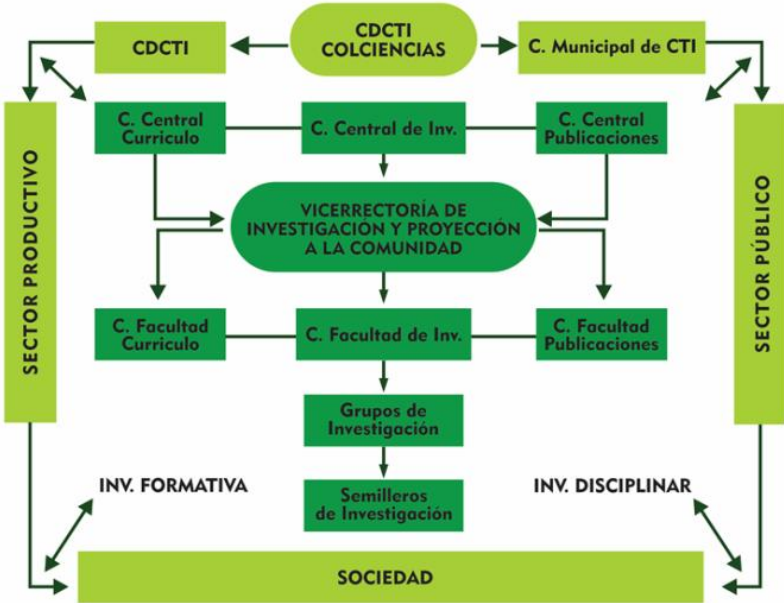 CDCTI
COLCIENCIAS
CDCTI
C. Municipal de CTI
SECTOR PRODUCTIVO
SECTOR PÚBLICO
C. Central
Curriculo
C. Central de Inv.
C. Central
Publicaciones
VICERRECTORÍA DE
INVESTIGACIÓN Y PROYECCIÓN
A LA COMUNIDAD
C. Facultad
Curriculo
C. Facultad de Inv.
C. Facultad
Publicaciones
Grupos de
Investigación
INV. FORMATIVA
INV. DISCIPLINAR
Semilleros
de Investigación
SOCIEDAD